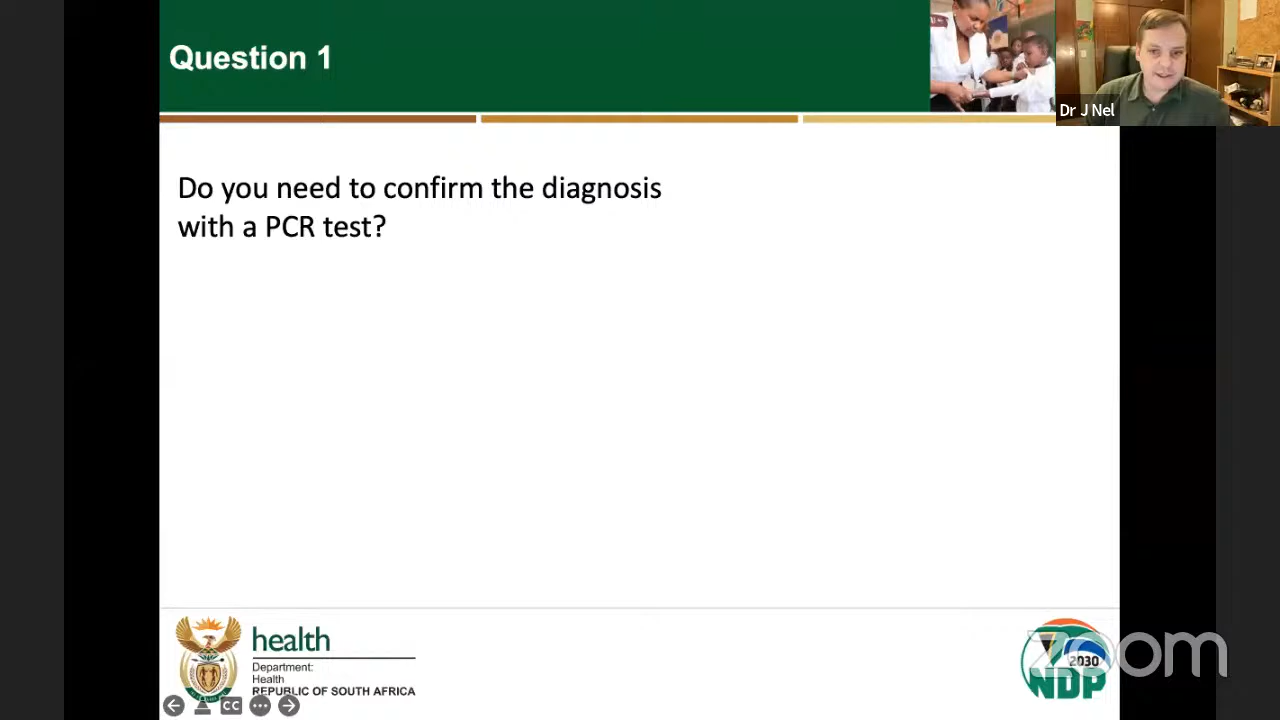 Question 1
Dr J Nel
Do you need to confirm the diagnosis
with a PCR test?
health
Department:
Health
REPUBLIC OF SOUTH AFRICA
CC
2030
NDP
zoom